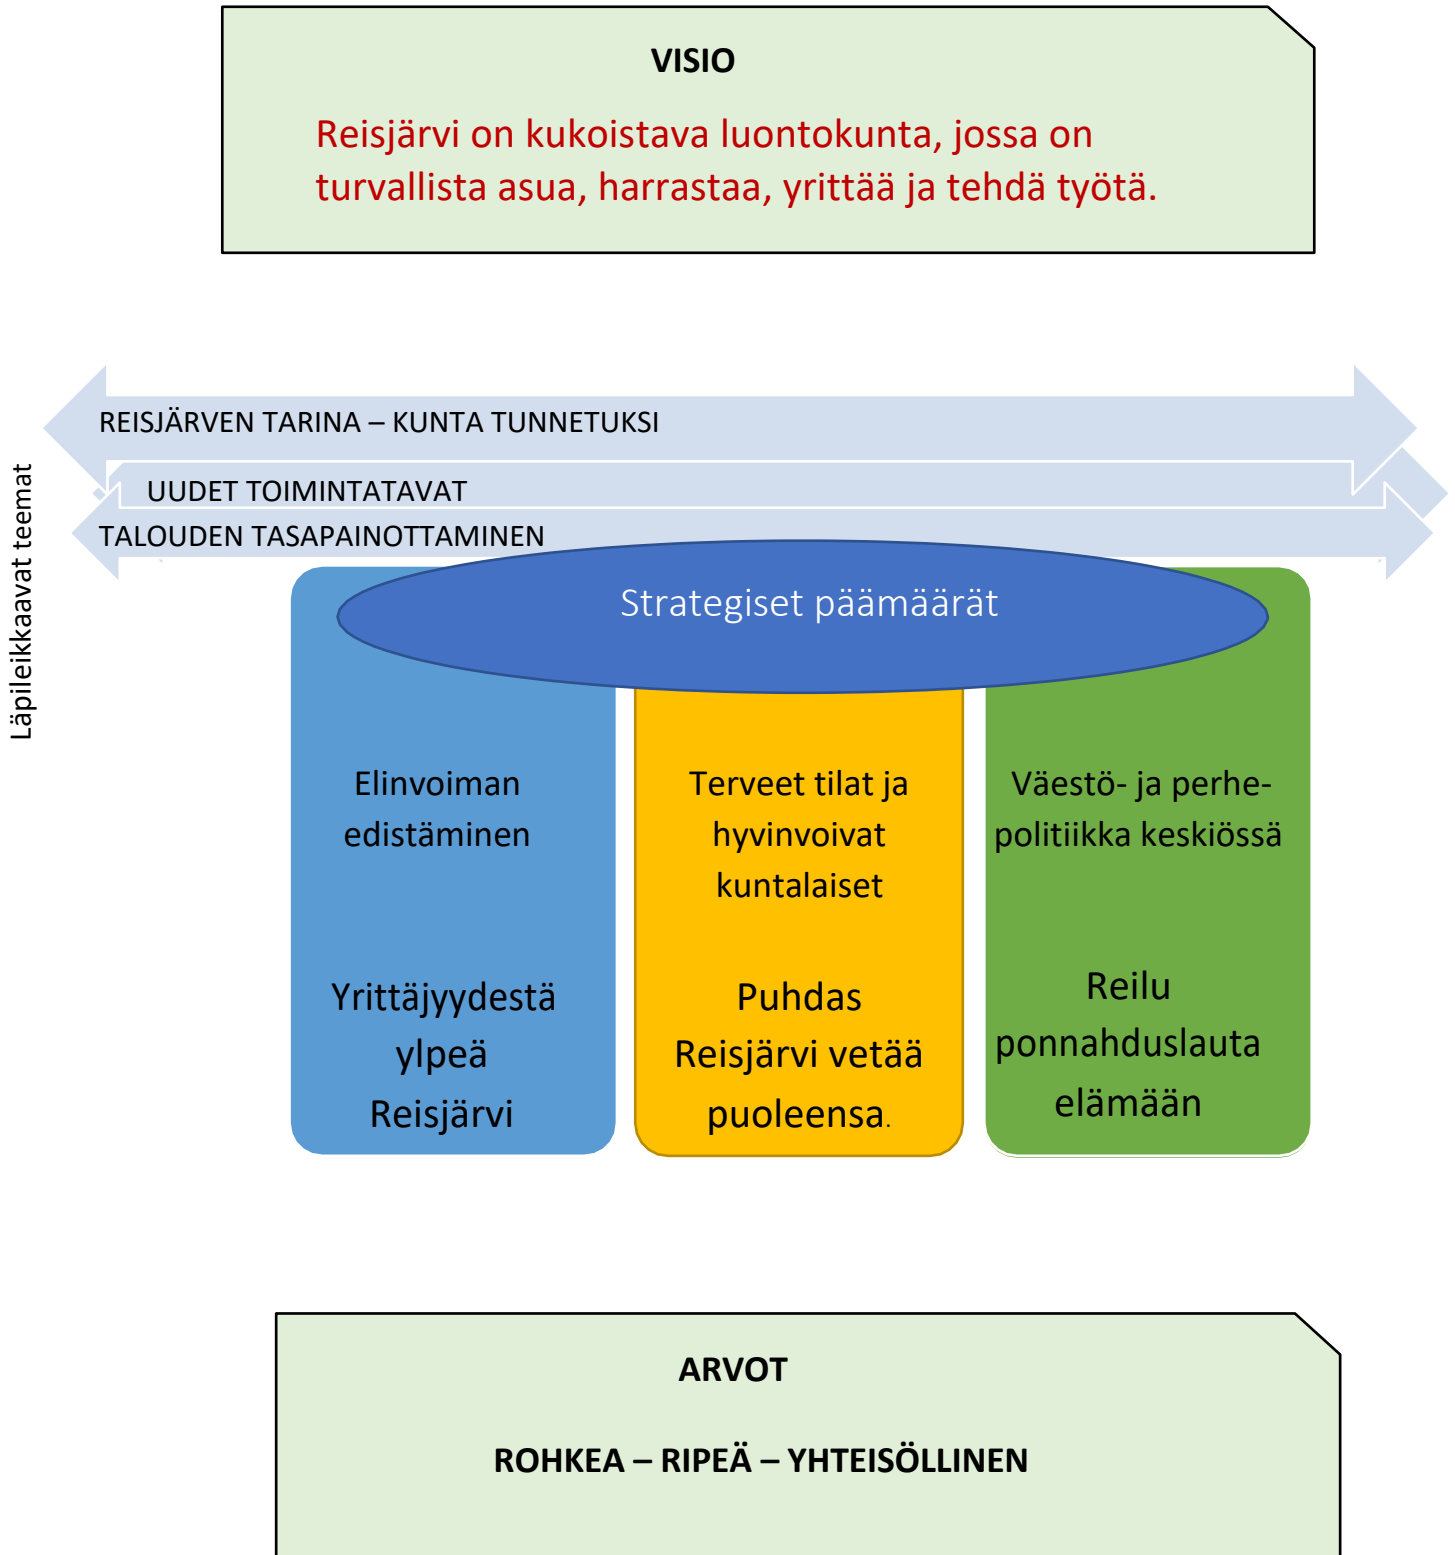 VISIO
Reisjärvi on kukoistava luontokunta, jossa on
turvallista asua, harrastaa, yrittää ja tehdä työtä.
Läpileikkaavat teemat
REISJÄRVEN TARINA – KUNTA TUNNETUKSI
UUDET TOIMINTATAVAT
TALOUDEN TASAPAINOTTAMINEN
Strategiset päämäärät
Elinvoiman
edistäminen
Yrittäjyydestä
ylpeä
Reisjärvi
Terveet tilat ja
hyvinvoivat
kuntalaiset
Puhdas
Reisjärvi vetää
puoleensa.
Väestö- ja perhe-
politiikka keskiössä
Reilu
ponnahduslauta
elämään
ARVOT
ROHKEA – RIPEÄ – YHTEISÖLLINEN